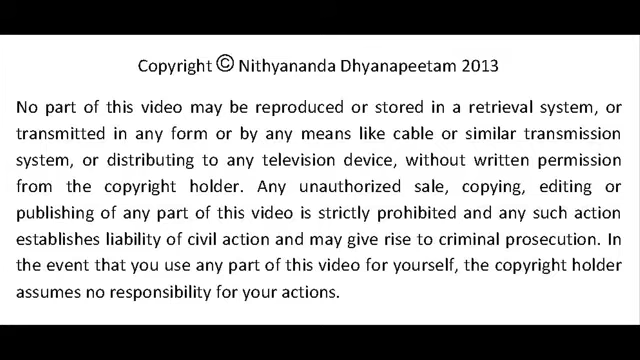 Copyright © Nithyananda Dhyanapeetam 2013
No part of this video may be reproduced or stored in a retrieval system, or
transmitted in any form or by any means like cable or similar transmission
system, or distributing to any television device, without written permission
from the copyright holder. Any unauthorized sale, copying, editing or
publishing of any part of this video is strictly prohibited and any such action
establishes liability of civil action and may give rise to criminal prosecution. In
the event that you use any part of this video for yourself, the copyright holder
assumes no responsibility for your actions.